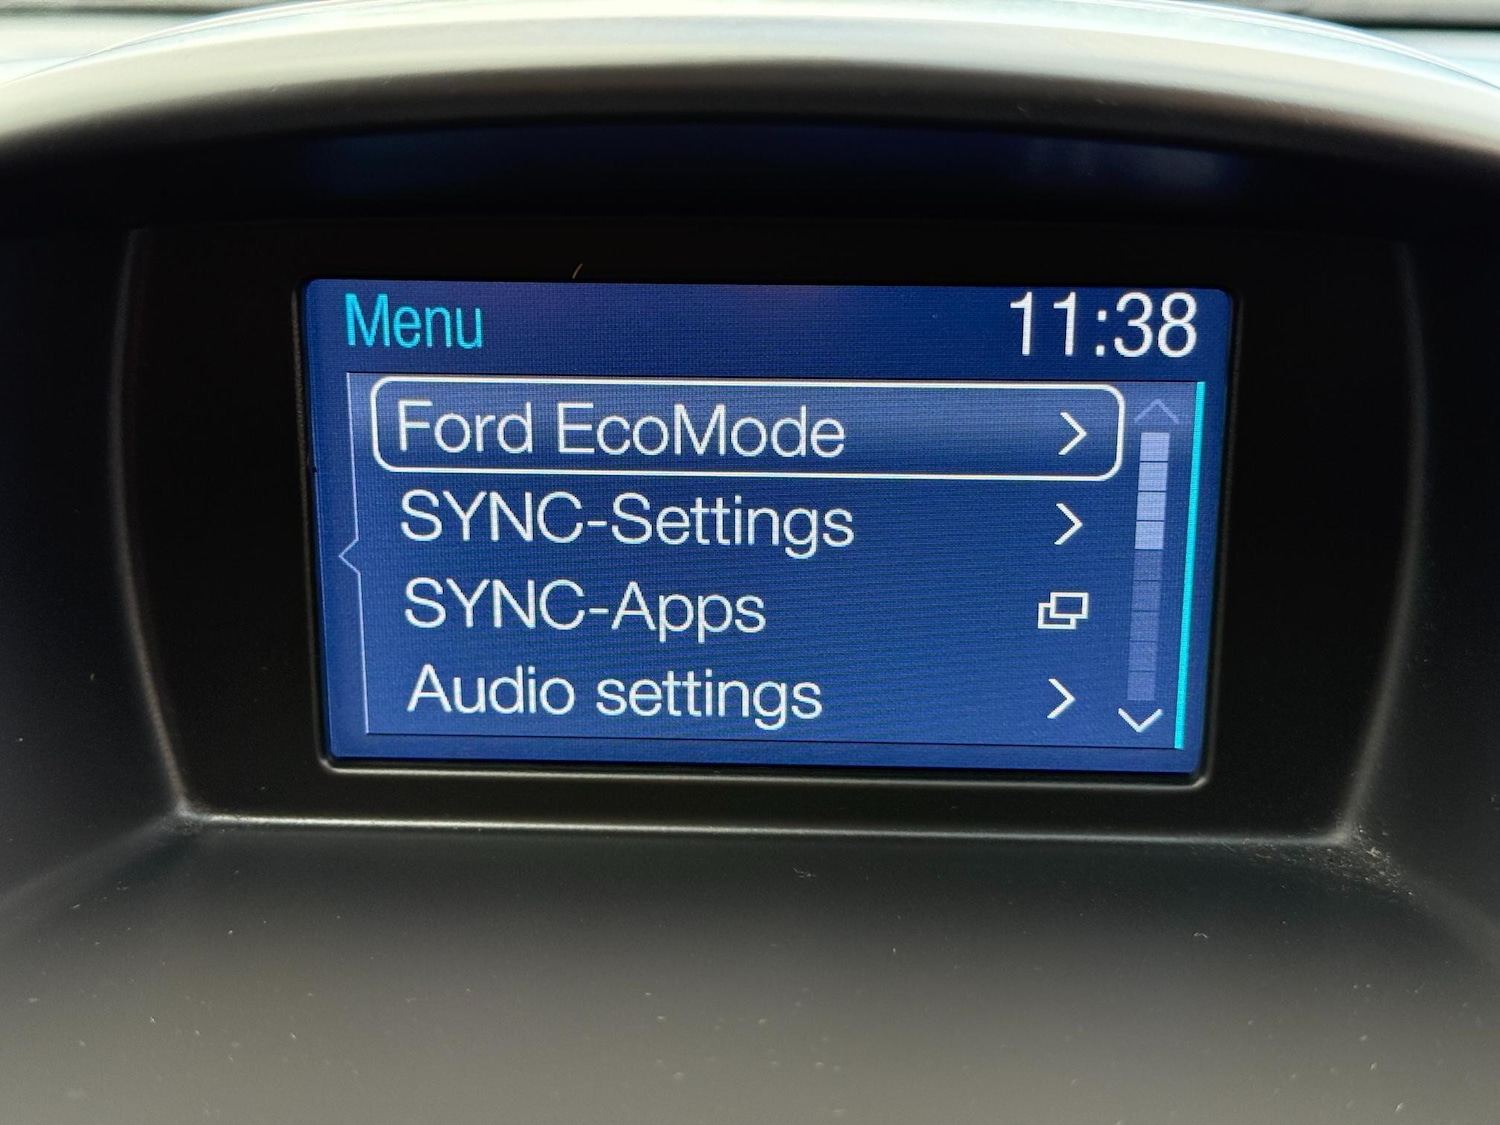 Menu 11:38
Ford EcoMode
SYNC-Settings
SYNC-Apps
Audio settings